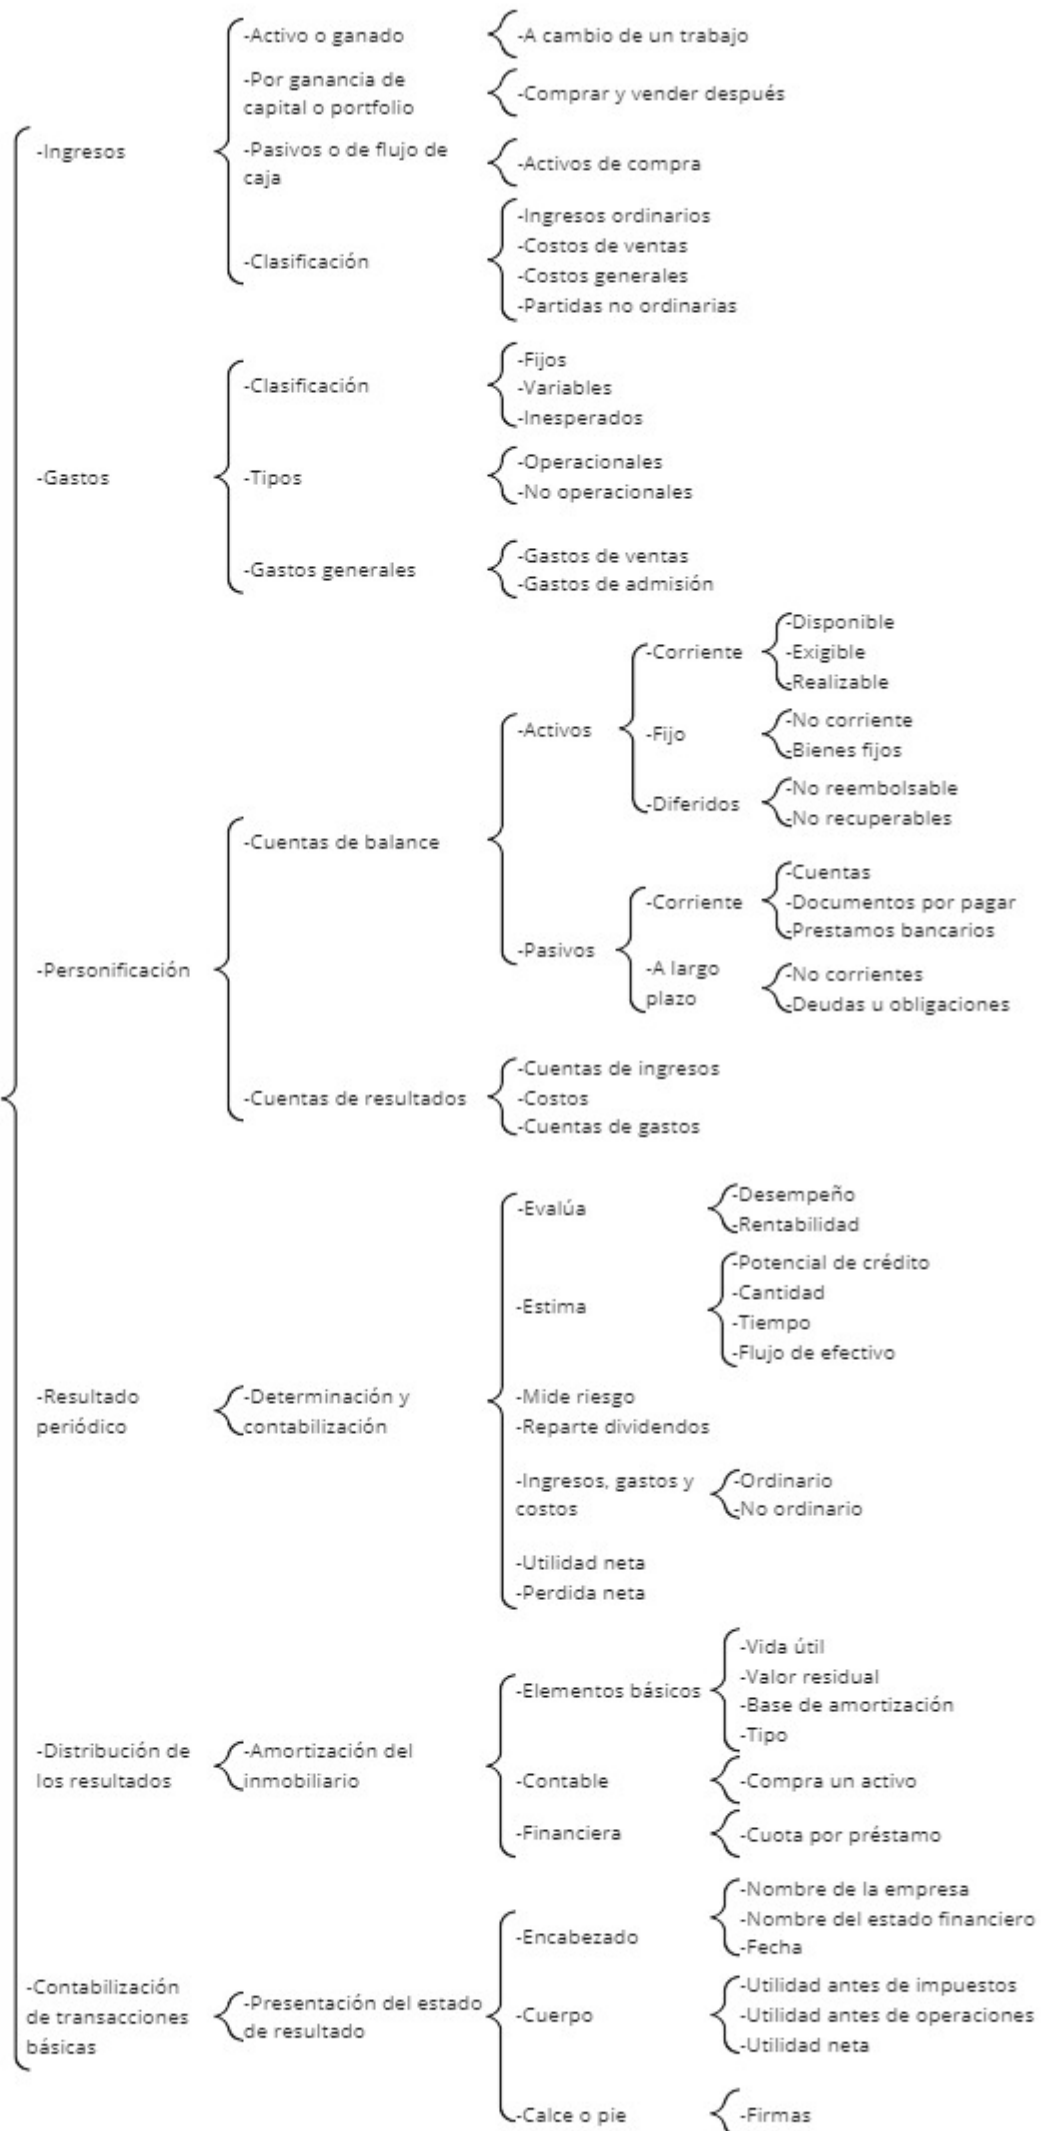 -Ingresos
-Activo o ganado
-A cambio de un trabajo
-Por ganancia de
capital o portfolio
-Comprar y vender después
-Pasivos o de flujo de
caja
-Activos de compra
-Clasificación
-Ingresos ordinarios
-Costos de ventas
-Costos generales
-Partidas no ordinarias
-Gastos
-Clasificación
-Fijos
-Variables
-Inesperados
-Tipos
-Operacionales
-No operacionales
-Gastos generales
-Gastos de ventas
-Gastos de admisión
-Personificación
-Cuentas de balance
-Activos
-Corriente
-Disponible
-Exigible
-Realizable
-Fijo
-No corriente
-Bienes fijos
-Diferidos
-No reembolsable
-No recuperables
-Pasivos
-Corriente
-Cuentas
-Documentos por pagar
-Prestamos bancarios
-A largo
plazo
-No corrientes
-Deudas u obligaciones
-Cuentas de resultados
-Cuentas de ingresos
-Costos
-Cuentas de gastos
-Resultado
periódico
-Determinación y
contabilización
-Evalúa
-Desempeño
-Rentabilidad
-Estima
-Potencial de crédito
-Cantidad
-Tiempo
-Flujo de efectivo
-Mide riesgo
-Reparte dividendos
-Ingresos, gastos y
costos
-Ordinario
-No ordinario
-Utilidad neta
-Perdida neta
-Distribución de
los resultados
-Amortización del
inmobiliario
-Elementos básicos
-Vida útil
-Valor residual
-Base de amortización
-Tipo
-Contable
-Compra un activo
-Financiera
-Cuota por préstamo
-Contabilización
de transacciones
básicas
-Presentación del estado
de resultado
-Encabezado
-Nombre de la empresa
-Nombre del estado financiero
-Fecha
-Cuerpo
-Utilidad antes de impuestos
-Utilidad antes de operaciones
-Utilidad neta
-Calce o pie
-Firmas